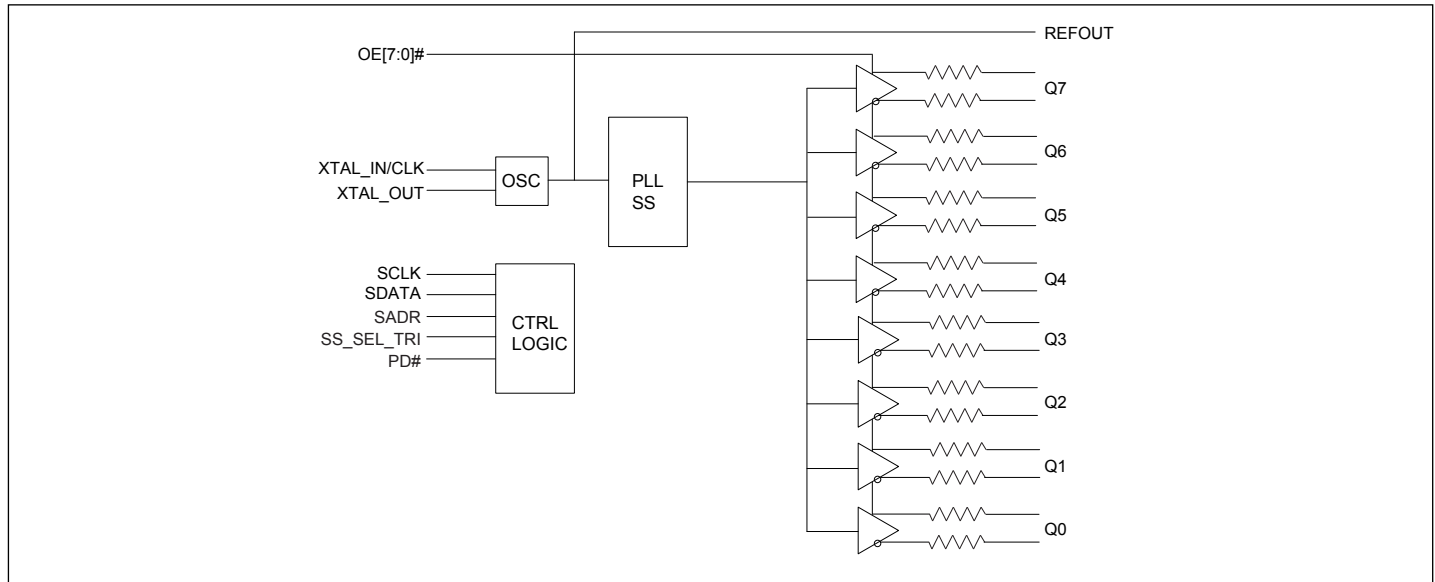 REFOUT
OE[7:0]#
Q7
Q6
XTAL_IN/CLK
XTAL_OUT
OSC
PLL
SS
Q5
SCLK
SDATA
SADR
SS_SEL_TRI
PD#
CTRL
LOGIC
Q4
Q3
Q2
Q1
Q0